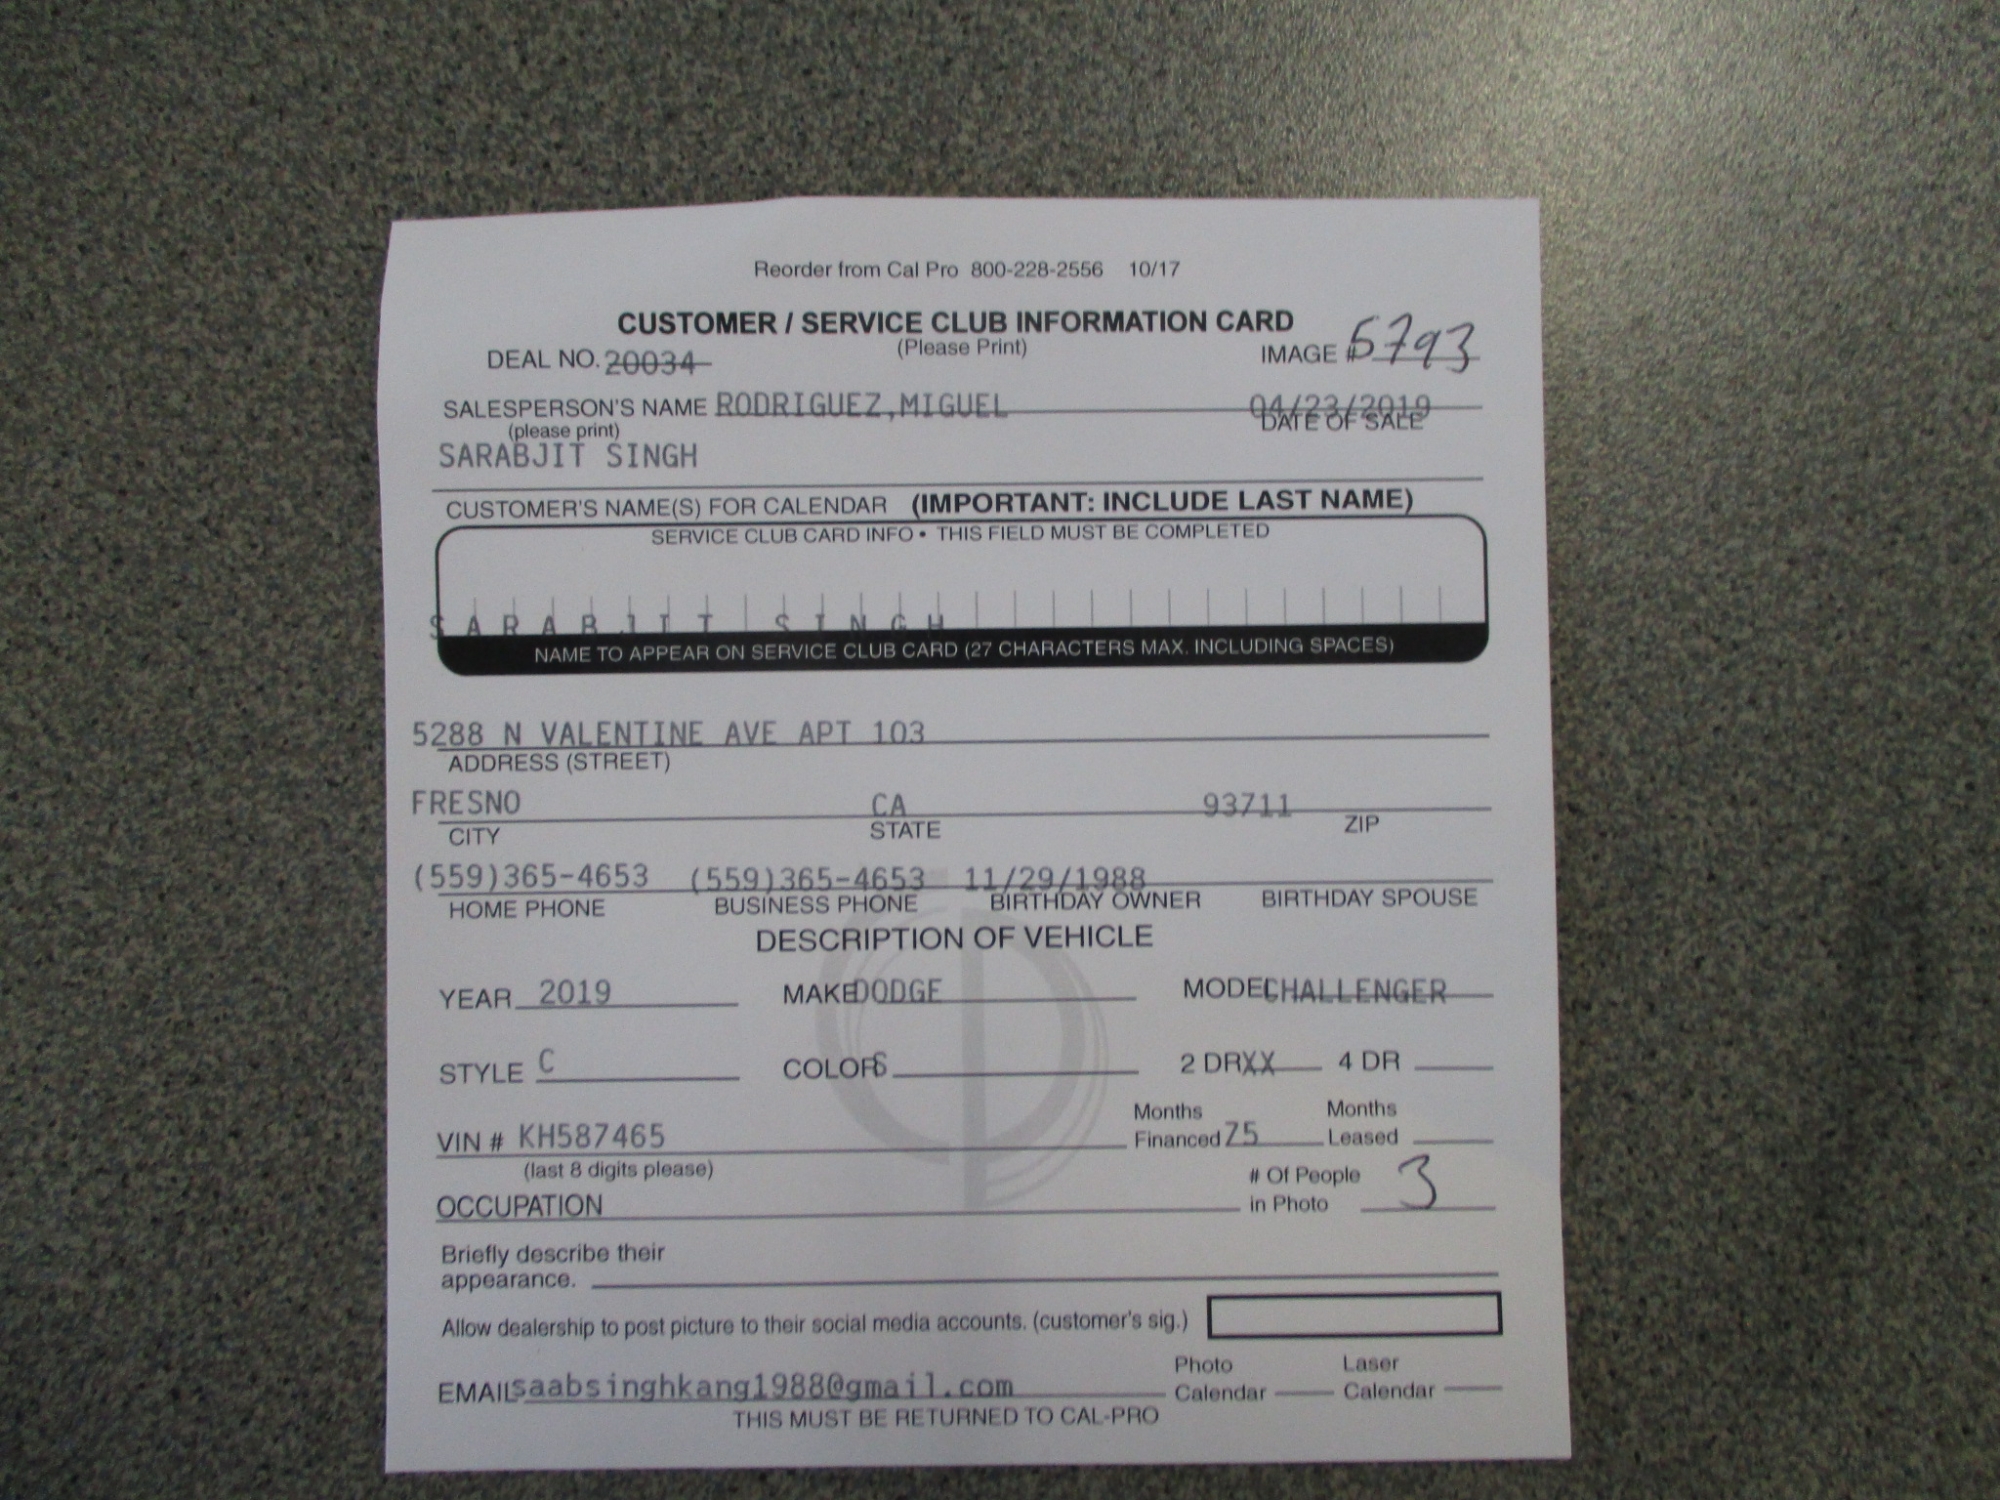 Reorder from Cal Pro 800-228-2556 10/17
CUSTOMER / SERVICE CLUB INFORMATION CARD
(Please Print)
DEAL NO. 20034 IMAGE # 5793
SALESPERSON'S NAME RODRIGUEZ,MIGUEL 04/23/2019
(please print) DATE OF SALE
SARABJIT SINGH
CUSTOMER'S NAME(S) FOR CALENDAR (IMPORTANT: INCLUDE LAST NAME)
SERVICE CLUB CARD INFO • THIS FIELD MUST BE COMPLETED
SARABJIT SINGH
NAME TO APPEAR ON SERVICE CLUB CARD (27 CHARACTERS MAX. INCLUDING SPACES)
5288 N VALENTINE AVE APT 103
ADDRESS (STREET)
FRESNO CA 93711
CITY STATE ZIP
(559)365-4653 (559)365-4653 11/29/1988
HOME PHONE BUSINESS PHONE BIRTHDAY OWNER BIRTHDAY SPOUSE
DESCRIPTION OF VEHICLE
YEAR 2019 MAKE DODGE MODEL CHALLENGER
STYLE C COLOR S 2 DR XX 4 DR
Months Months
VIN # KH587465 Financed 75 Leased
(last 8 digits please) # Of People
OCCUPATION in Photo 3
Briefly describe their
appearance.
Allow dealership to post picture to their social media accounts. (customer's sig.)
Photo Laser
EMAIL saabsinghkang1988@gmail.com Calendar Calendar
THIS MUST BE RETURNED TO CAL-PRO